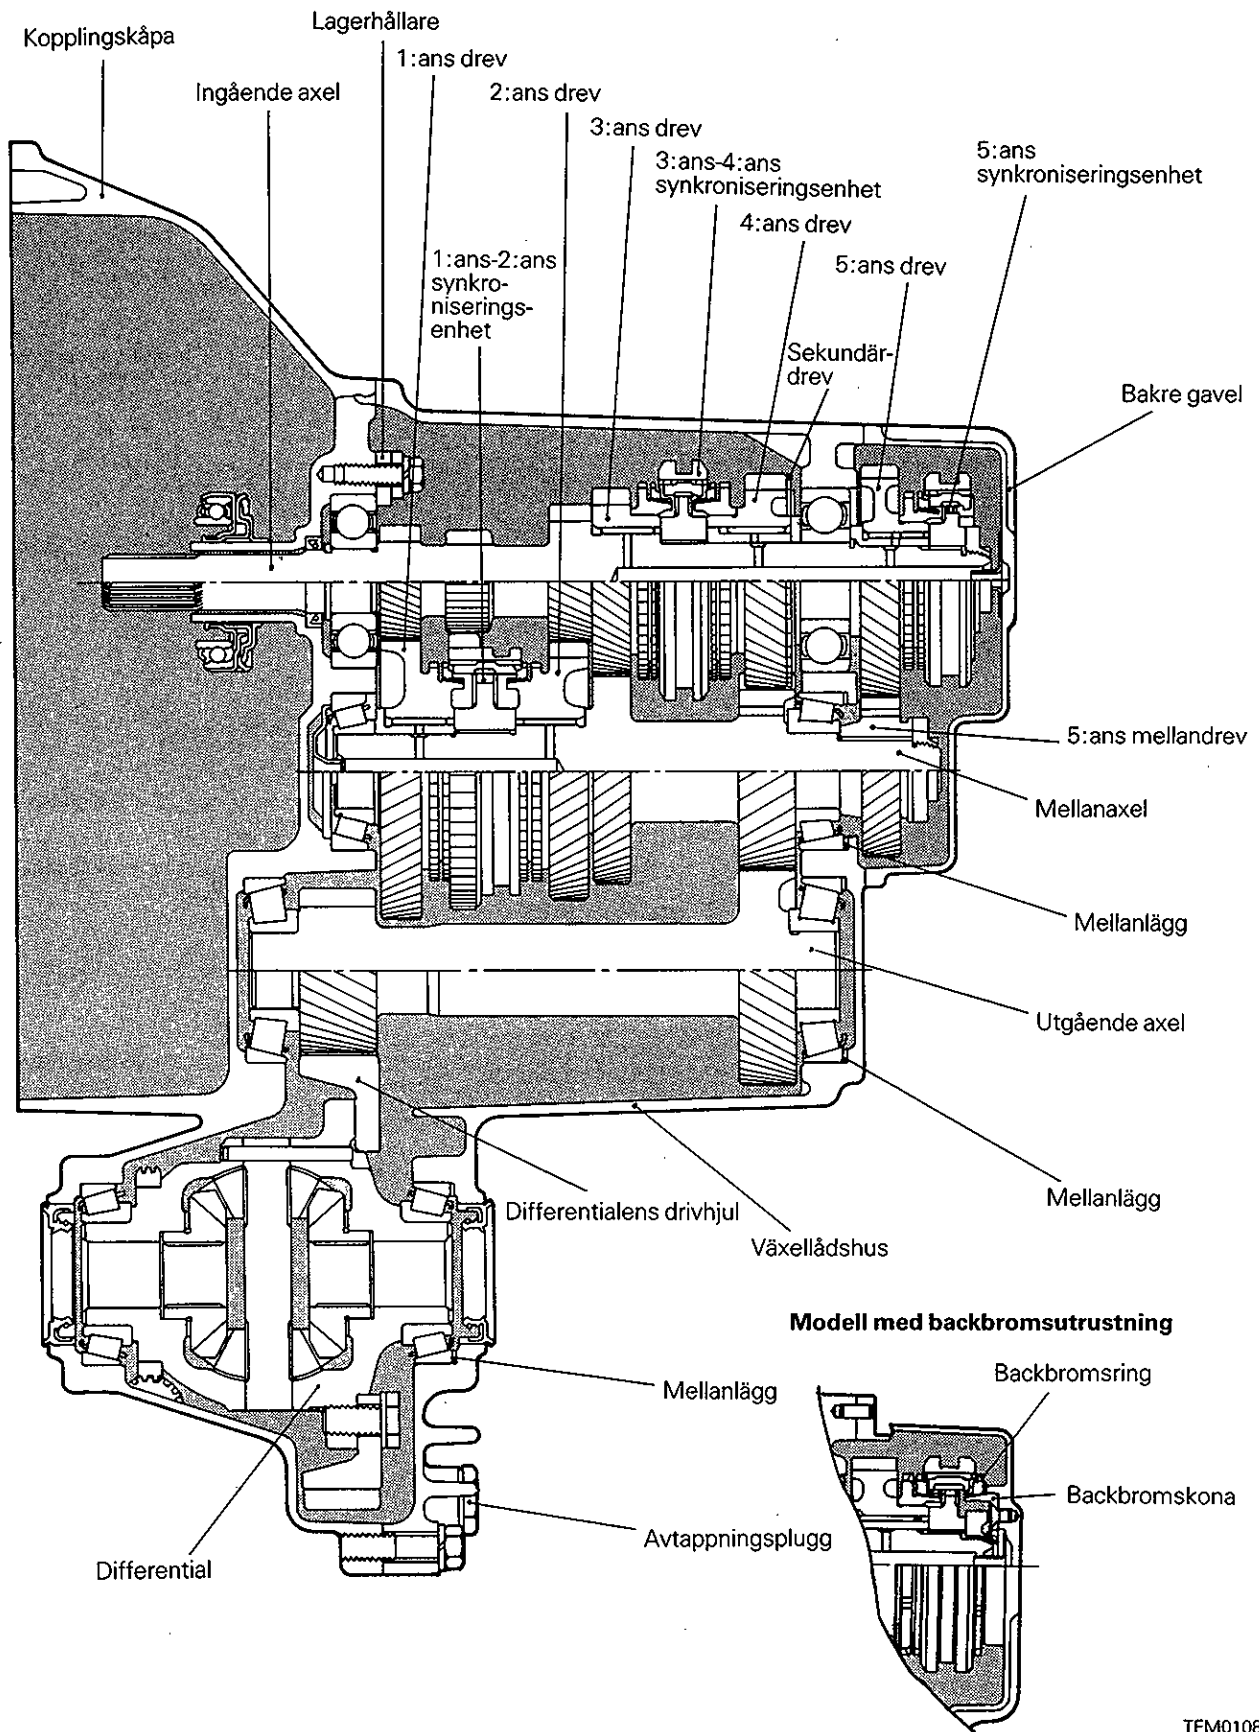 Lagerhållare
Kopplingskåpa
1:ans drev
Ingående axel
2:ans drev
3:ans drev
3:ans-4:ans
synkroniseringsenhet
5:ans
synkroniseringsenhet
4:ans drev
1:ans-2:ans
synkro-
niserings-
enhet
5:ans drev
Sekundär-
drev
Bakre gavel
5:ans mellandrev
Mellanaxel
Mellanlägg
Utgående axel
Mellanlägg
Differentialens drivhjul
Växellådshus
Modell med backbromsutrustning
Mellanlägg
Backbromsring
Backbromskona
Avtappningsplugg
Differential
TFM0108